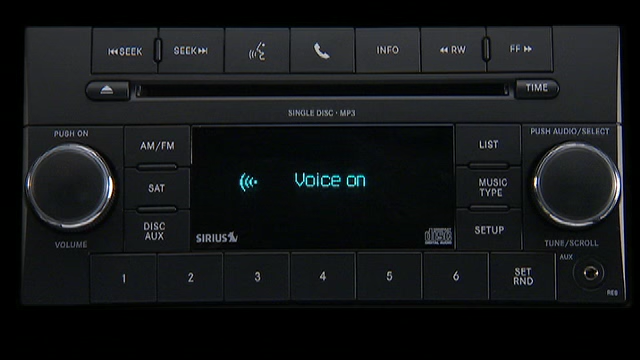 SEEK SEEK INFO RW FF
TIME
SINGLE DISC · MP3
PUSH ON
AM/FM
LIST
PUSH AUDIO/SELECT
SAT
Voice on
MUSIC
TYPE
DISC
AUX
SETUP
SIRIUS
VOLUME
TUNE/SCROLL
1 2 3 4 5 6
SET
RND
AUX
RES